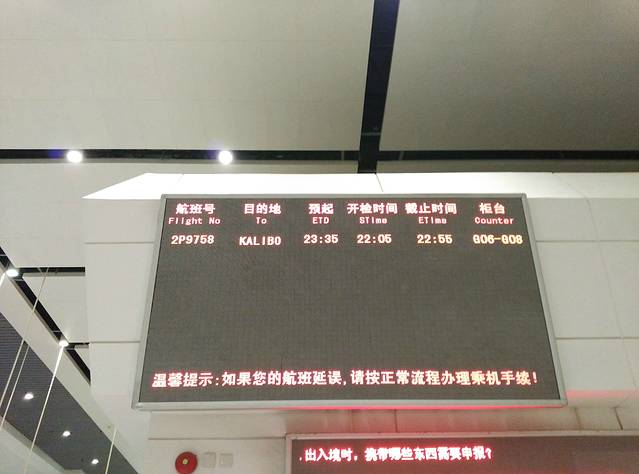 航班号 目的地 预起 开检时间 截止时间 柜台
Flight No To ETD STime ETime Counter
2P9758 KALIBO 23:35 22:05 22:55 G06-G08
温馨提示:如果您的航班延误,请按正常流程办理乘机手续!
出入境时，携带哪些东西需要申报?